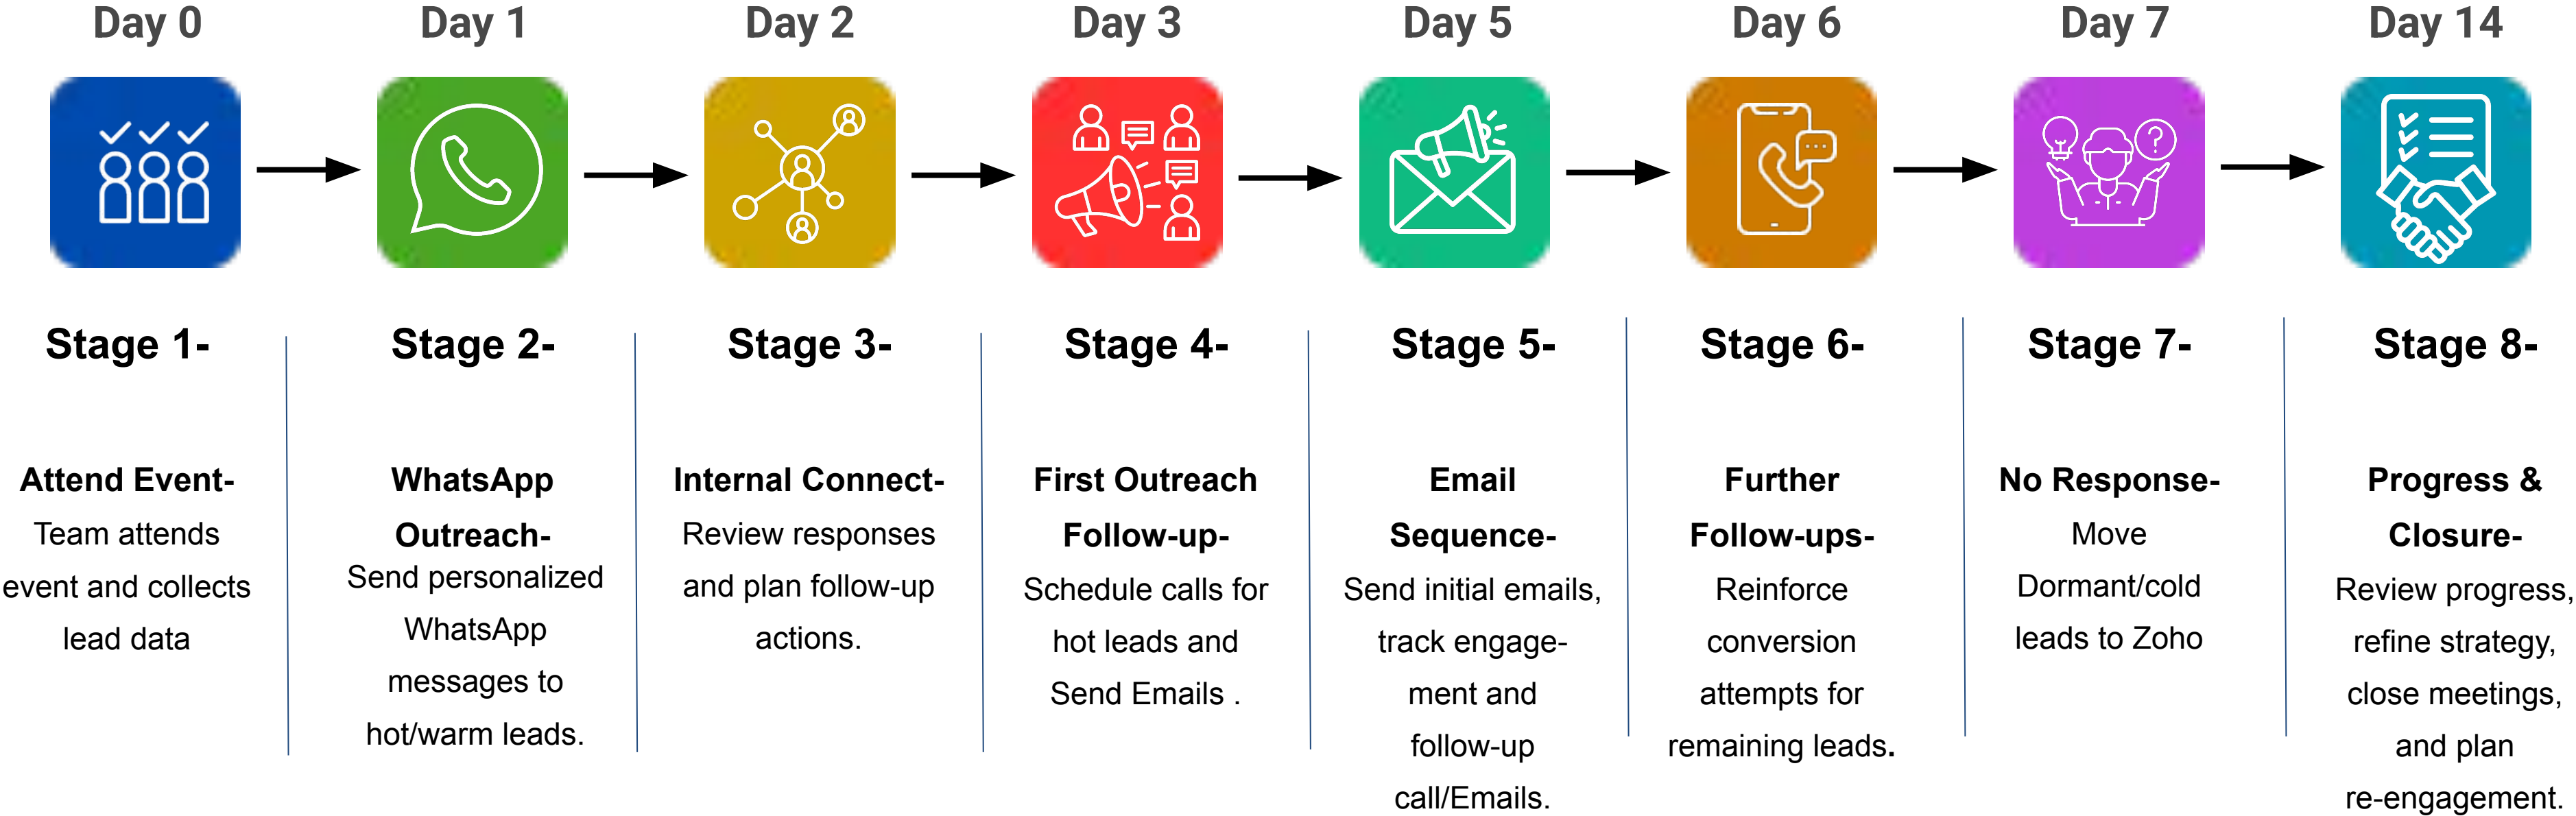 Day 0
Day 1
Day 2
Day 3
Day 5
Day 6
Day 7
Day 14
Stage 1-
Stage 2-
Stage 3-
Stage 4-
Stage 5-
Stage 6-
Stage 7-
Stage 8-
Attend Event-
Team attends
event and collects
lead data
WhatsApp
Outreach-
Send personalized
WhatsApp
messages to
hot/warm leads.
Internal Connect-
Review responses
and plan follow-up
actions.
First Outreach
Follow-up-
Schedule calls for
hot leads and
Send Emails .
Email
Sequence-
Send initial emails,
track engage-
ment and
follow-up
call/Emails.
Further
Follow-ups-
Reinforce
conversion
attempts for
remaining leads.
No Response-
Move
Dormant/cold
leads to Zoho
Progress &
Closure-
Review progress,
refine strategy,
close meetings,
and plan
re-engagement.